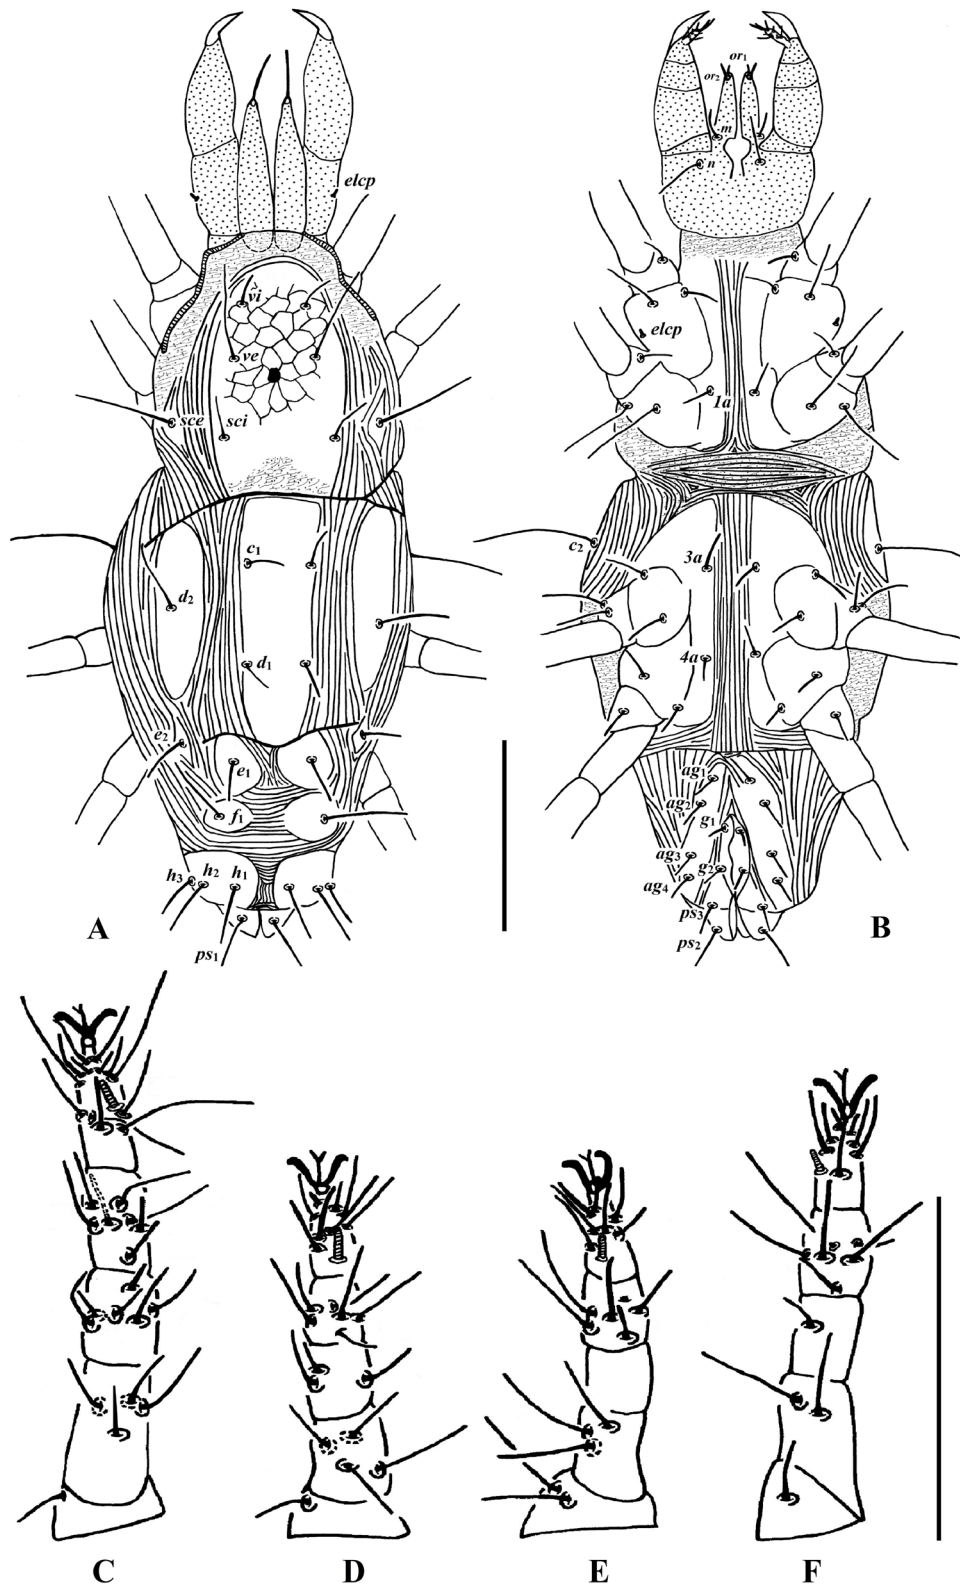 elcp
vi
ve
sce
sci
c1
d2
d1
e2
e1
f1
h3 h2 h1
ps1
A
or1
or2
m
n
elcp
1a
c2
3a
4a
ag1
ag2
g1
ag3
g2
ag4
ps3
ps2
B
C D E F